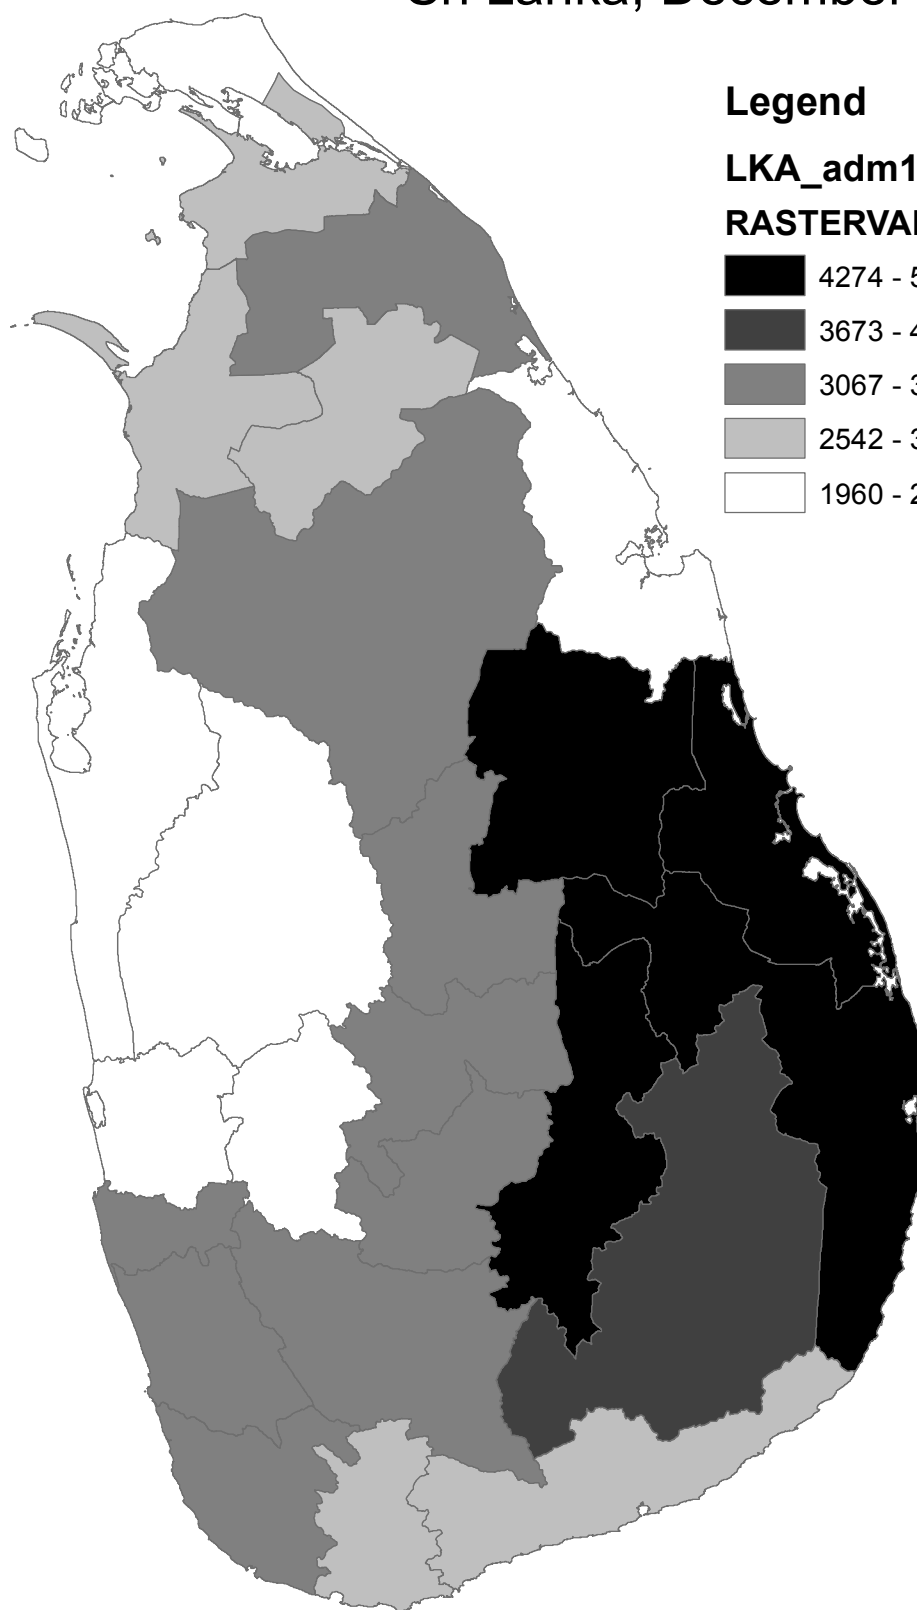 Sri Lanka, December
Legend
LKA_adm1
RASTERVAL
4274 - 5
3673 - 4
3067 - 3
2542 - 3
1960 - 2